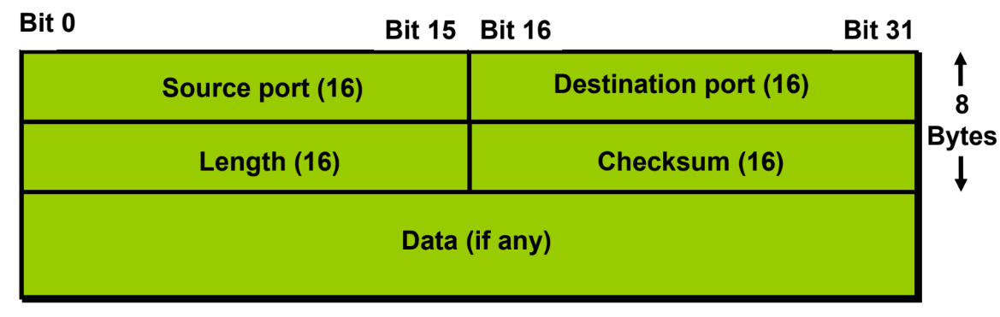 Bit 0
Bit 15
Bit 16
Bit 31
Source port (16)
Destination port (16)
8
Bytes
Length (16)
Checksum (16)
Data (if any)